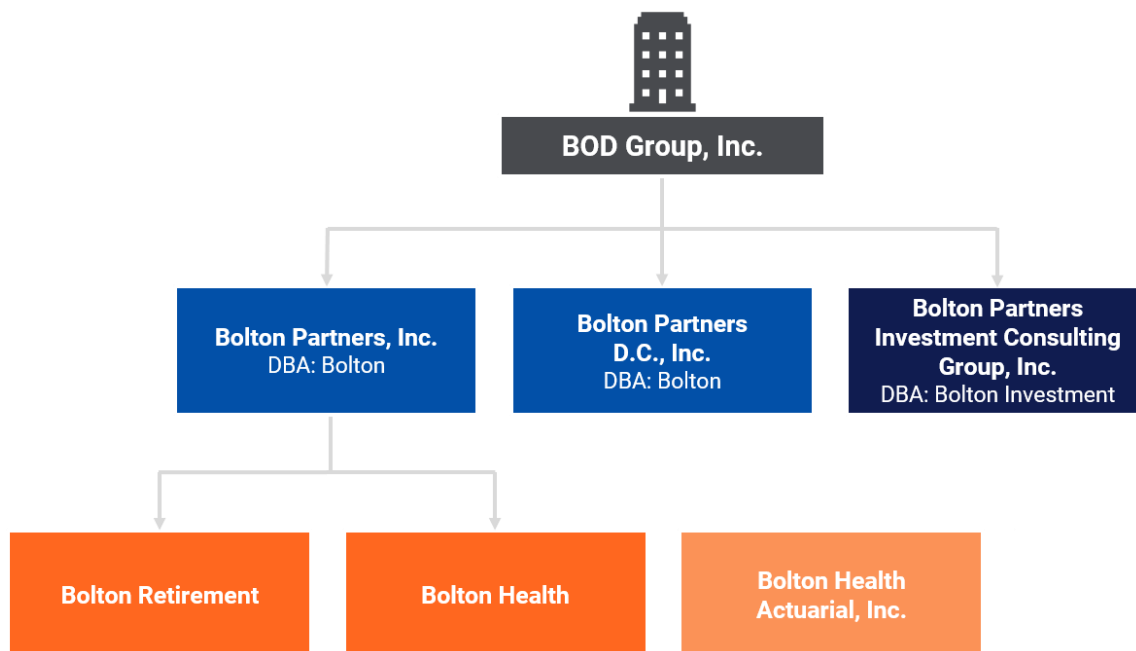 BOD Group, Inc.
Bolton Partners, Inc.
DBA: Bolton
Bolton Partners
D.C., Inc.
DBA: Bolton
Bolton Partners
Investment Consulting
Group, Inc.
DBA: Bolton Investment
Bolton Retirement
Bolton Health
Bolton Health
Actuarial, Inc.